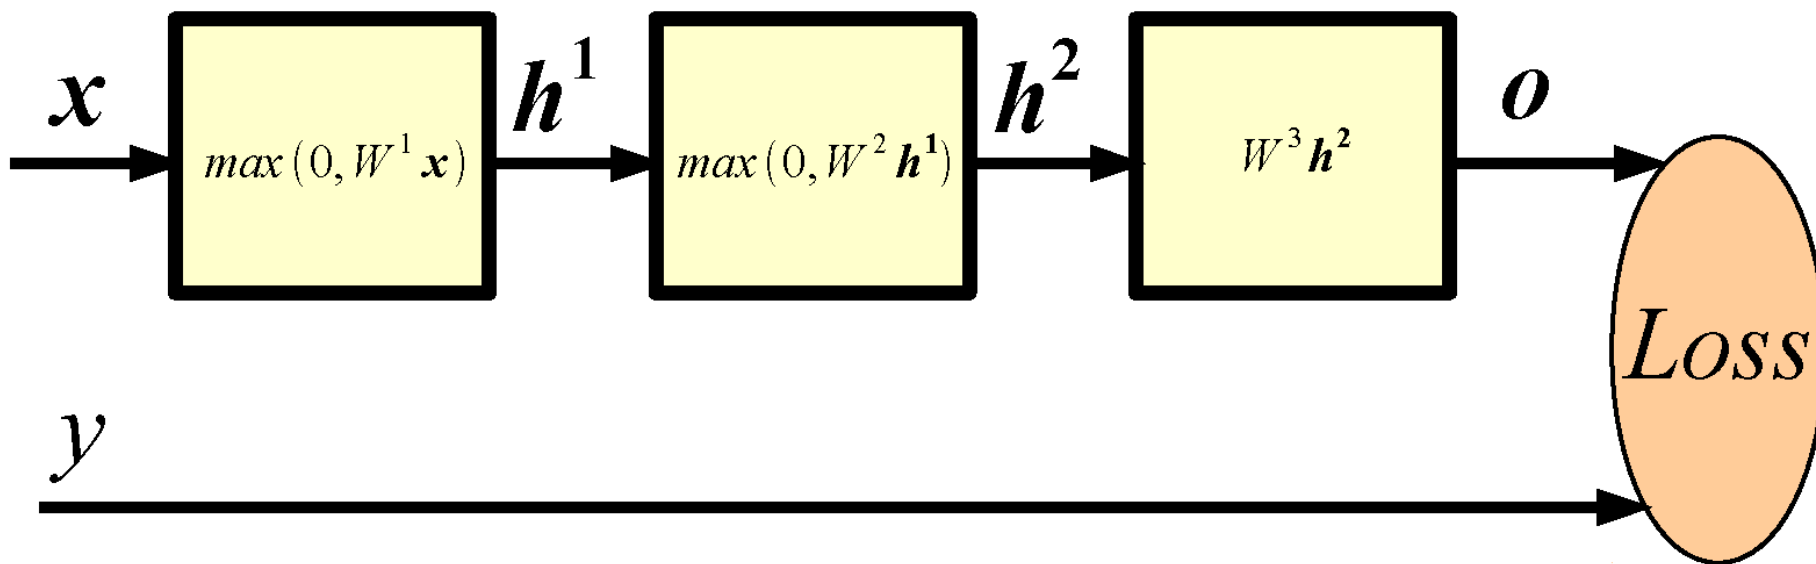 x
h¹
h²
o
max (0, W¹ x)
max (0, W² h¹)
W³ h²
Loss
y